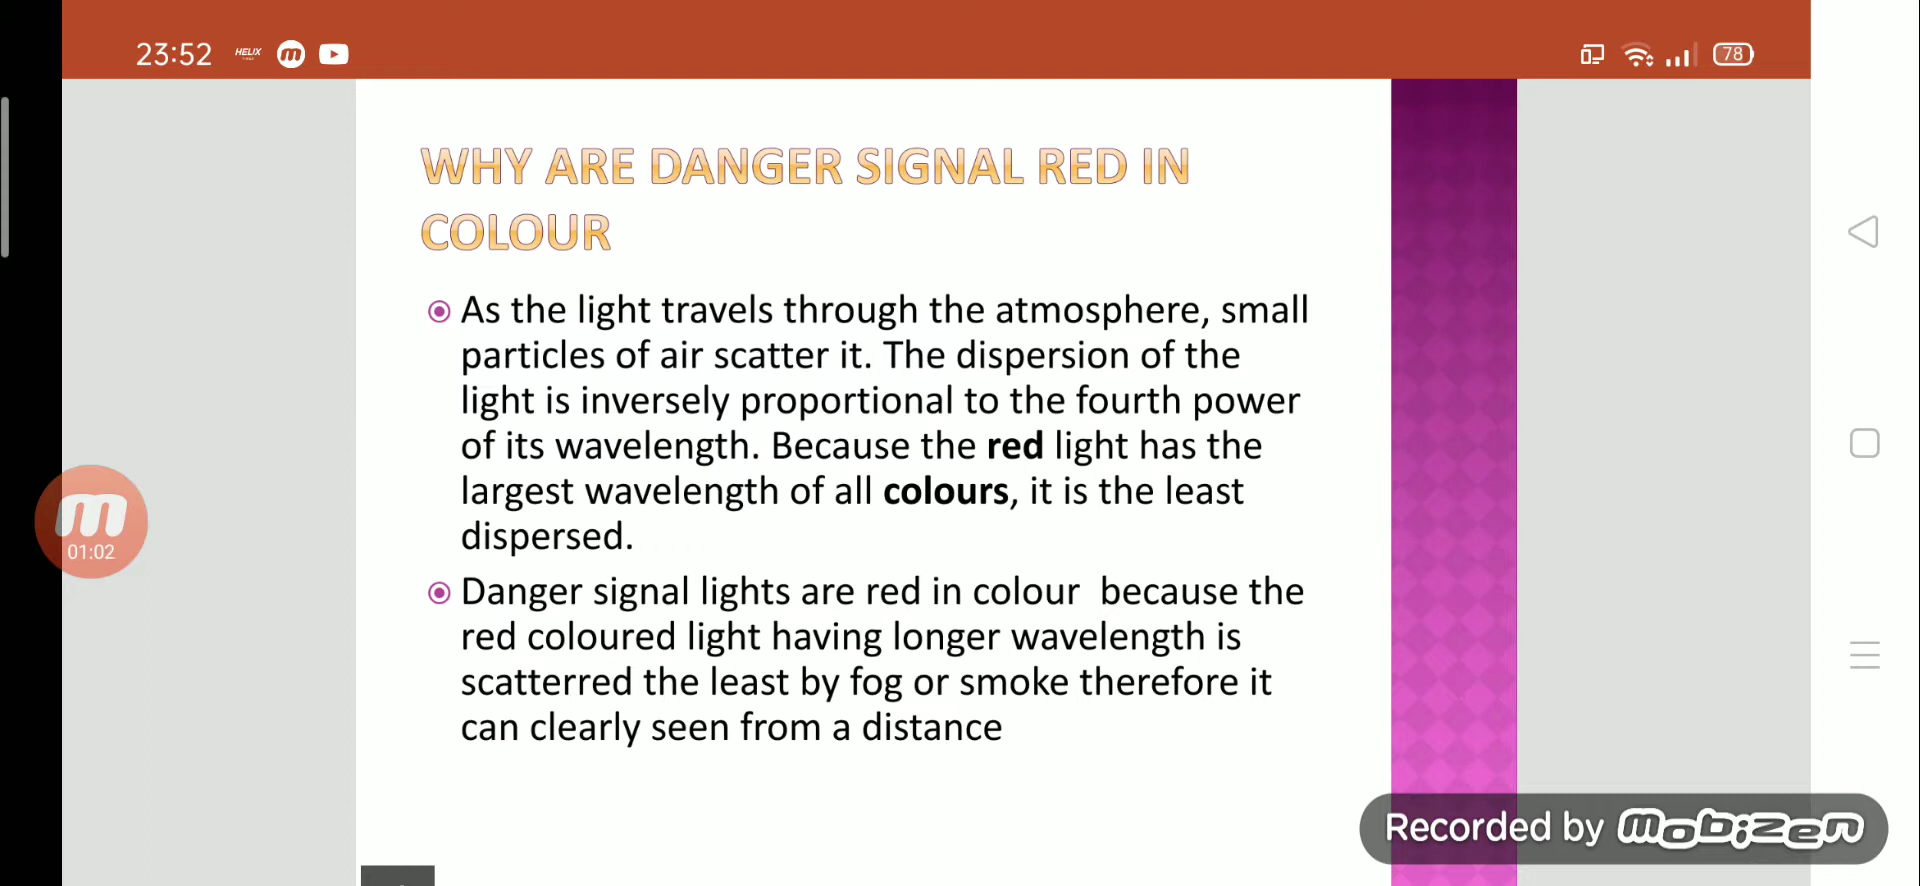 23:52 HELIX 78
WHY ARE DANGER SIGNAL RED IN
COLOUR
As the light travels through the atmosphere, small
particles of air scatter it. The dispersion of the
light is inversely proportional to the fourth power
of its wavelength. Because the red light has the
largest wavelength of all colours, it is the least
dispersed.
Danger signal lights are red in colour  because the
red coloured light having longer wavelength is
scatterred the least by fog or smoke therefore it
can clearly seen from a distance
m
01:02
Recorded by mobizen